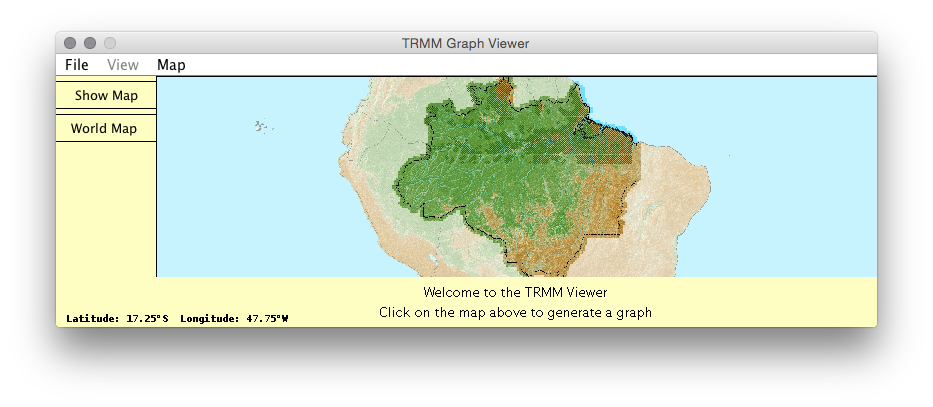 TRMM Graph Viewer
File View Map
Show Map
World Map
Welcome to the TRMM Viewer
Click on the map above to generate a graph
Latitude: 17.25°S Longitude: 47.75°W